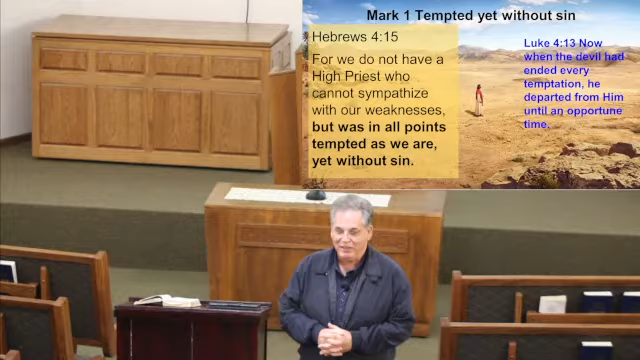 Mark 1 Tempted yet without sin
Hebrews 4:15
For we do not have a
High Priest who
cannot sympathize
with our weaknesses,
but was in all points
tempted as we are,
yet without sin.
Luke 4:13 Now
when the devil had
ended every
temptation, he
departed from Him
until an opportune
time.